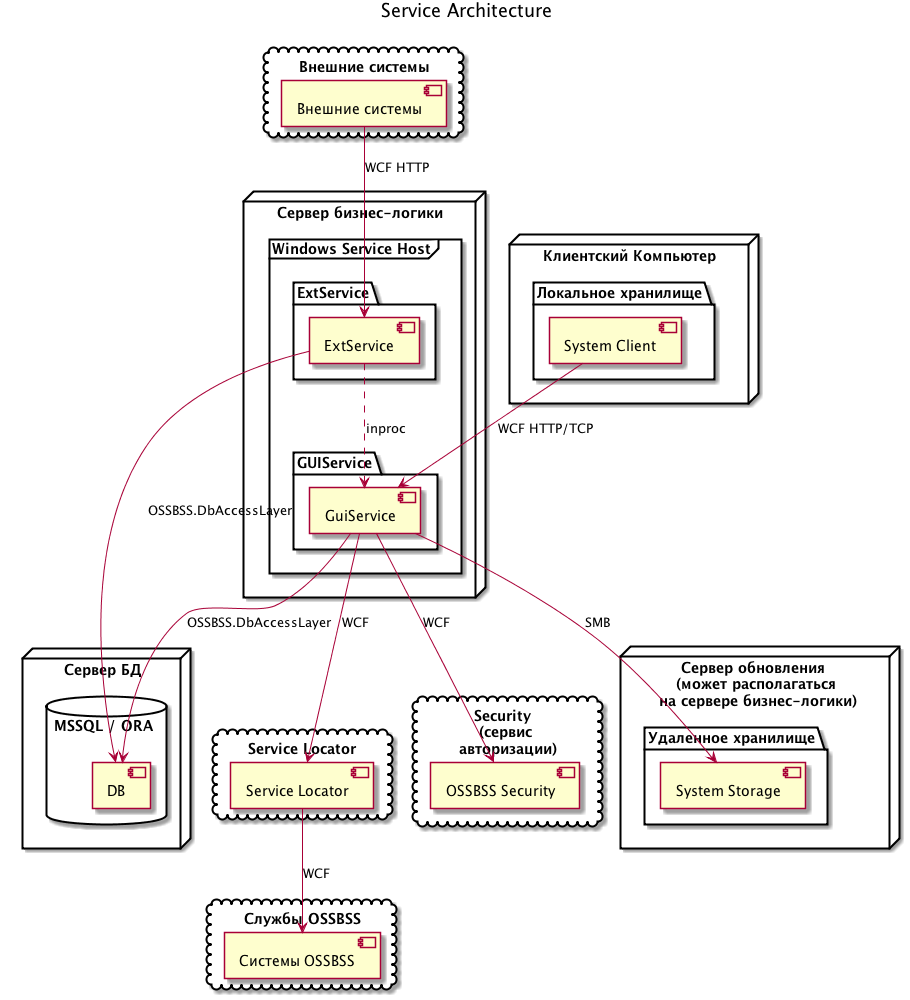 Service Architecture
Внешние системы
Внешние системы
WCF HTTP
Сервер бизнес-логики
Windows Service Host
ExtService
ExtService
Клиентский Компьютер
Локальное хранилище
System Client
inproc
WCF HTTP/TCP
GUIService
GuiService
OSSBSS.DbAccessLayer
OSSBSS.DbAccessLayer
WCF
WCF
SMB
Сервер БД
MSSQL / ORA
DB
Service Locator
Service Locator
Security
(сервис
авторизации)
OSSBSS Security
Сервер обновления
(может располагаться
на сервере бизнес-логики)
Удаленное хранилище
System Storage
WCF
Службы OSSBSS
Системы OSSBSS